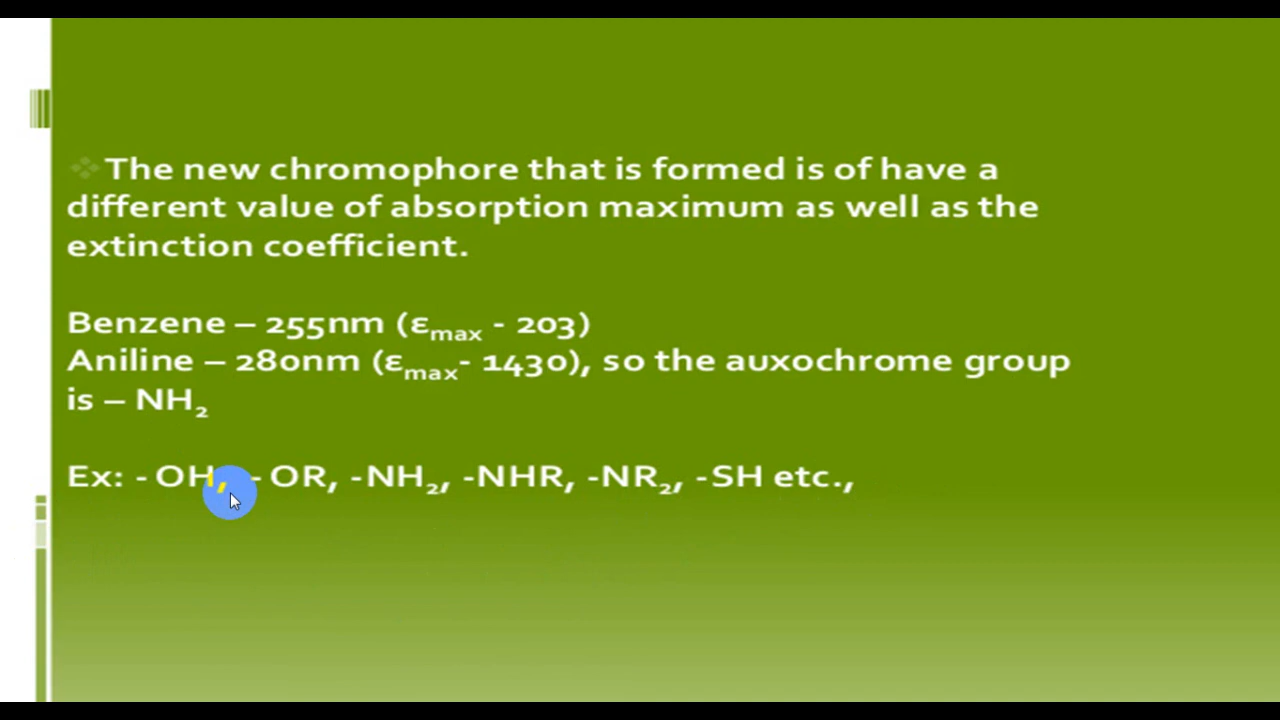 The new chromophore that is formed is of have a
different value of absorption maximum as well as the
extinction coefficient.
Benzene – 255nm (εmax - 203)
Aniline – 280nm (εmax- 1430), so the auxochrome group
is – NH2
Ex: - OH, - OR, -NH2, -NHR, -NR2, -SH etc.,